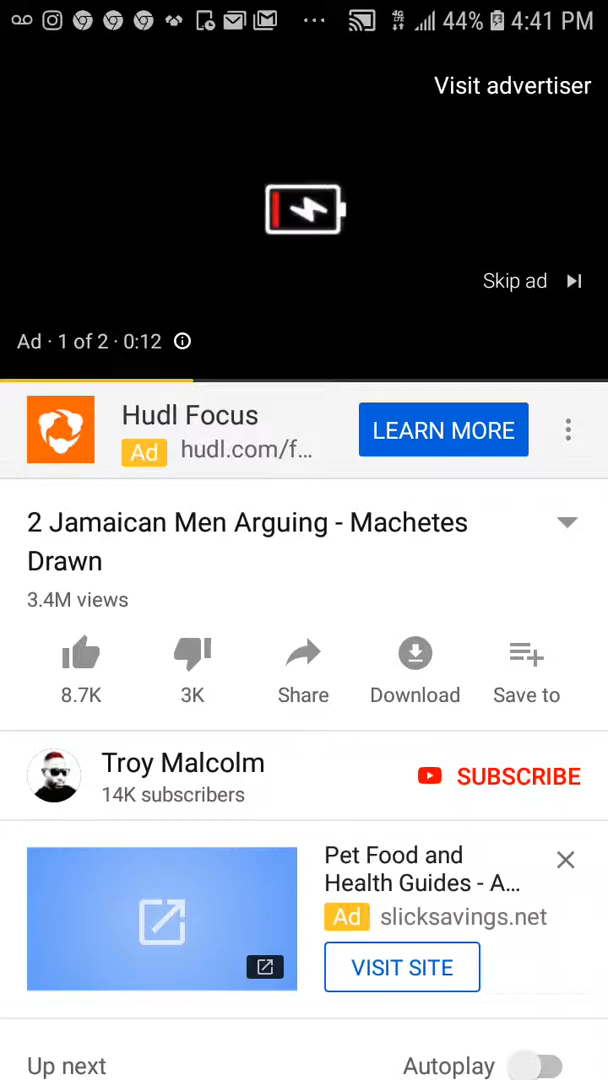 4G LTE 44% 4:41 PM
Visit advertiser
Skip ad
Ad · 1 of 2 · 0:12
Hudl Focus
Ad hudl.com/f...
LEARN MORE
2 Jamaican Men Arguing - Machetes
Drawn
3.4M views
8.7K 3K Share Download Save to
Troy Malcolm
14K subscribers
SUBSCRIBE
Pet Food and
Health Guides - A...
Ad slicksavings.net
VISIT SITE
Up next Autoplay